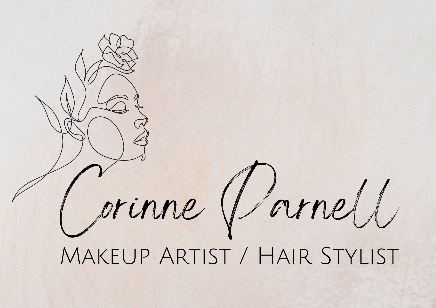 Corinne Parnell
MAKEUP ARTIST / HAIR STYLIST